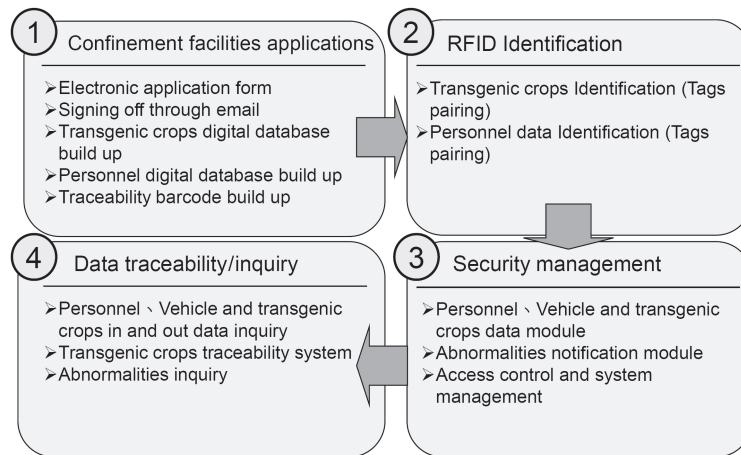 1
Confinement facilities applications
➢Electronic application form
➢Signing off through email
➢Transgenic crops digital database
build up
➢Personnel digital database build up
➢Traceability barcode build up
2
RFID Identification
➢Transgenic crops Identification (Tags
pairing)
➢Personnel data Identification (Tags
pairing)
3
Security management
➢Personnel、Vehicle and transgenic
crops data module
➢Abnormalities notification module
➢Access control and system
management
4
Data traceability/inquiry
➢Personnel、Vehicle and transgenic
crops in and out data inquiry
➢Transgenic crops traceability system
➢Abnormalities inquiry